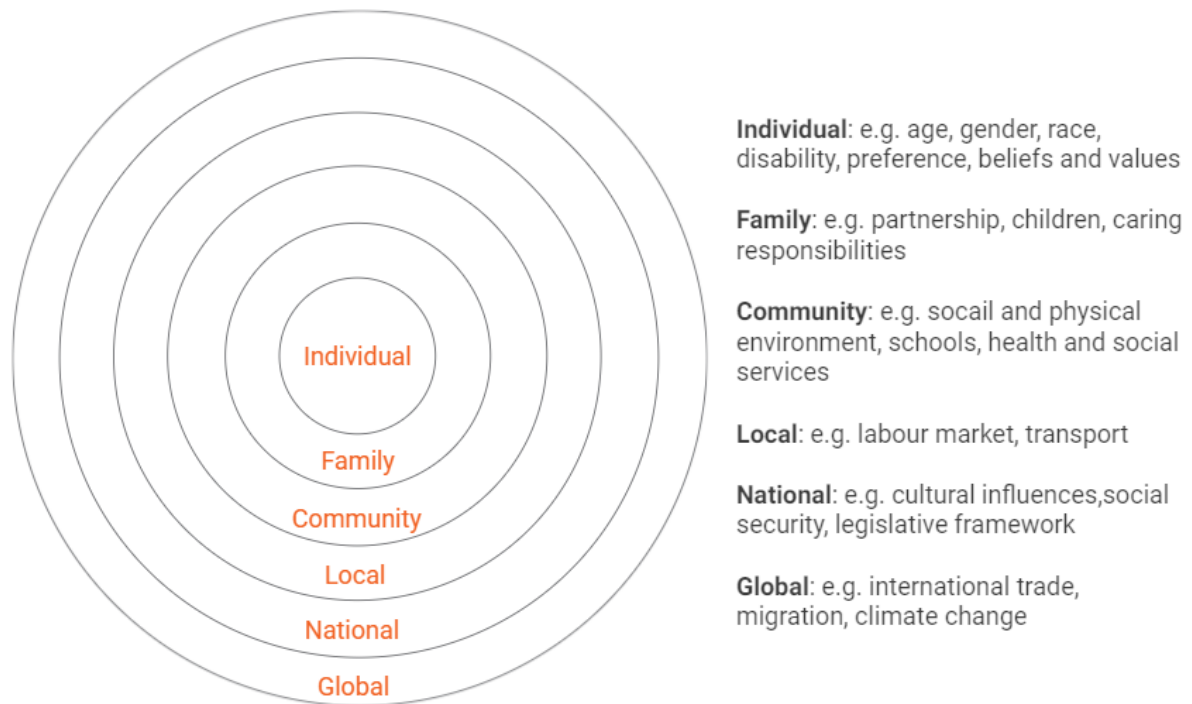 Individual
Family
Community
Local
National
Global
Individual: e.g. age, gender, race,
disability, preference, beliefs and values
Family: e.g. partnership, children, caring
responsibilities
Community: e.g. socail and physical
environment, schools, health and social
services
Local: e.g. labour market, transport
National: e.g. cultural influences,social
security, legislative framework
Global: e.g. international trade,
migration, climate change